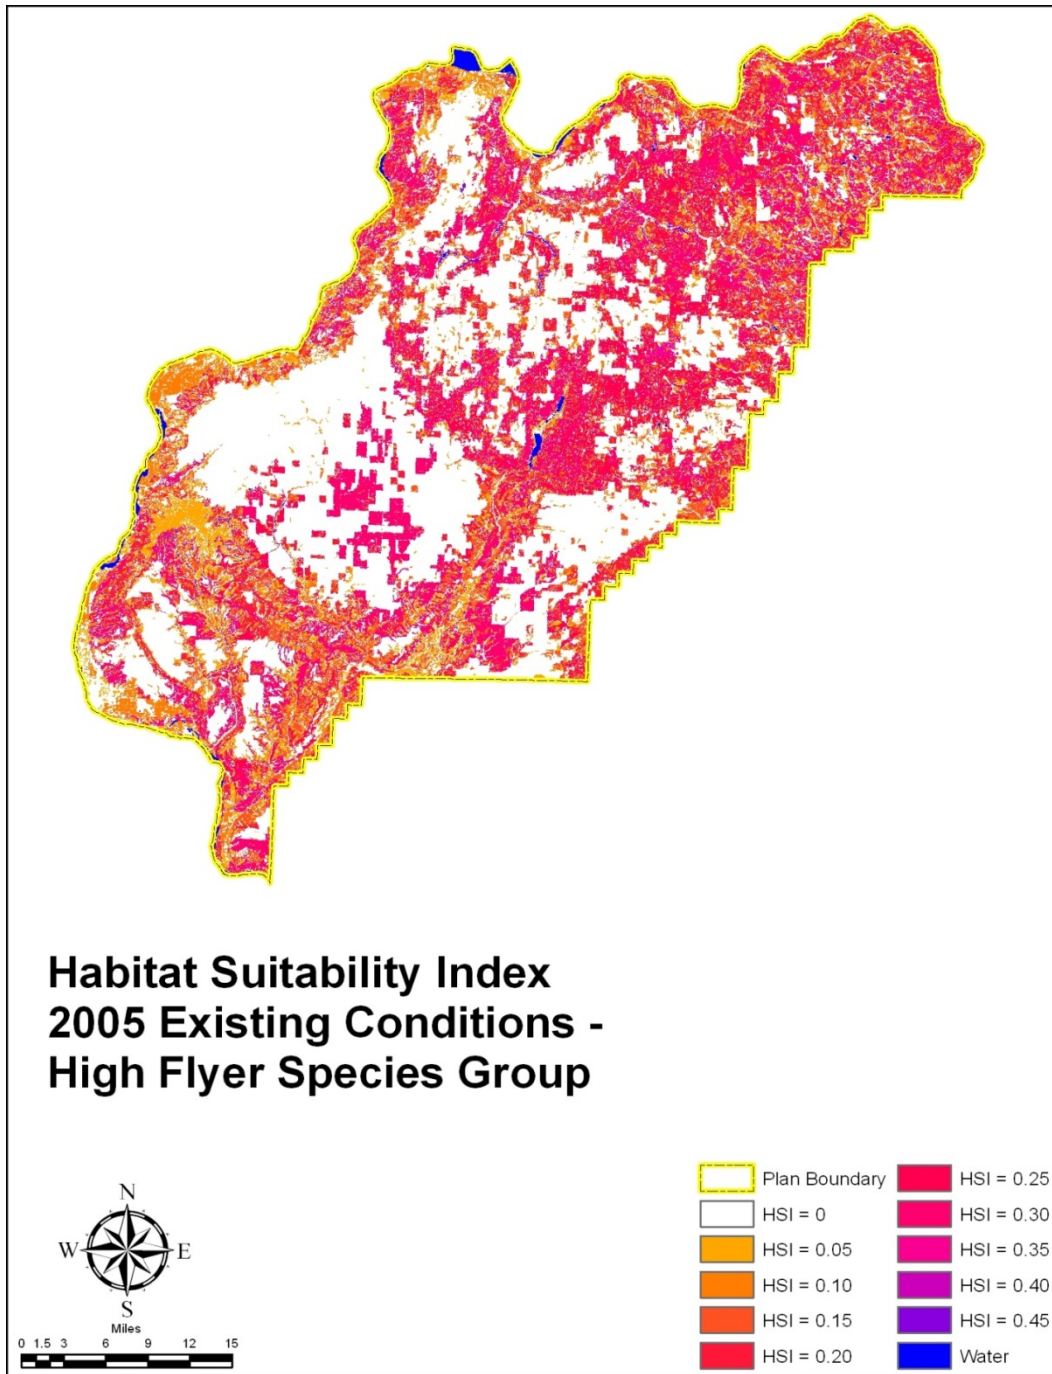 Habitat Suitability Index
2005 Existing Conditions -
High Flyer Species Group
N
W E
S
Miles
0 1.5 3 6 9 12 15
Plan Boundary
HSI = 0
HSI = 0.05
HSI = 0.10
HSI = 0.15
HSI = 0.20
HSI = 0.25
HSI = 0.30
HSI = 0.35
HSI = 0.40
HSI = 0.45
Water